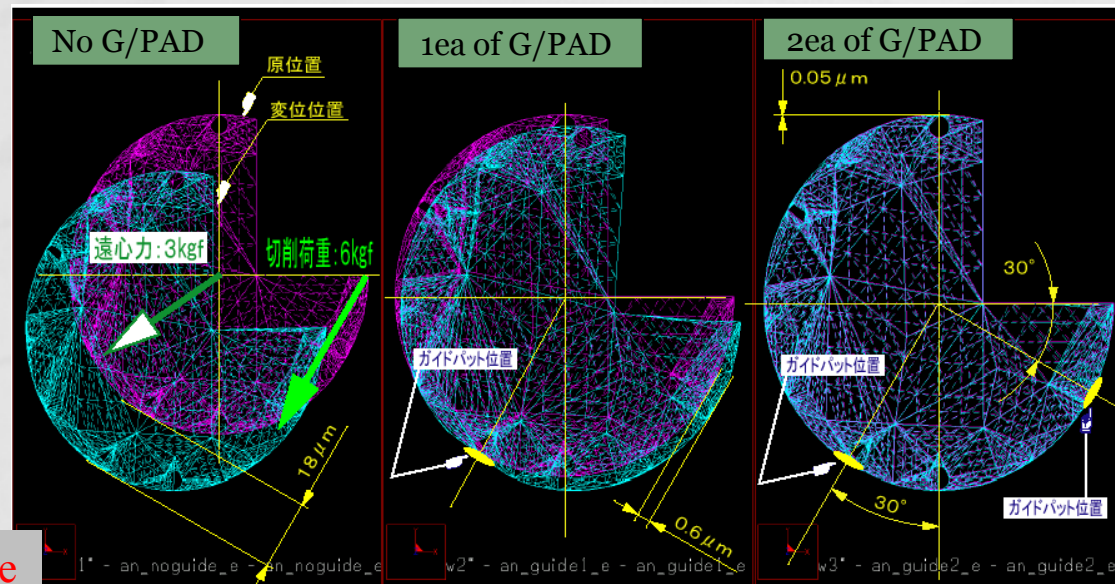 No G/PAD
原位置
変位位置
遠心力:3kgf
切削荷重:6kgf
18μm
1" - an_noguide_e - an_noguide_e
e
1ea of G/PAD
ガイドパット位置
0.6μm
w2" - an_guide1_e - an_guide1_e
2ea of G/PAD
0.05μm
30°
ガイドパット位置
30°
ガイドパット位置
w3" - an_guide2_e - an_guide2_e